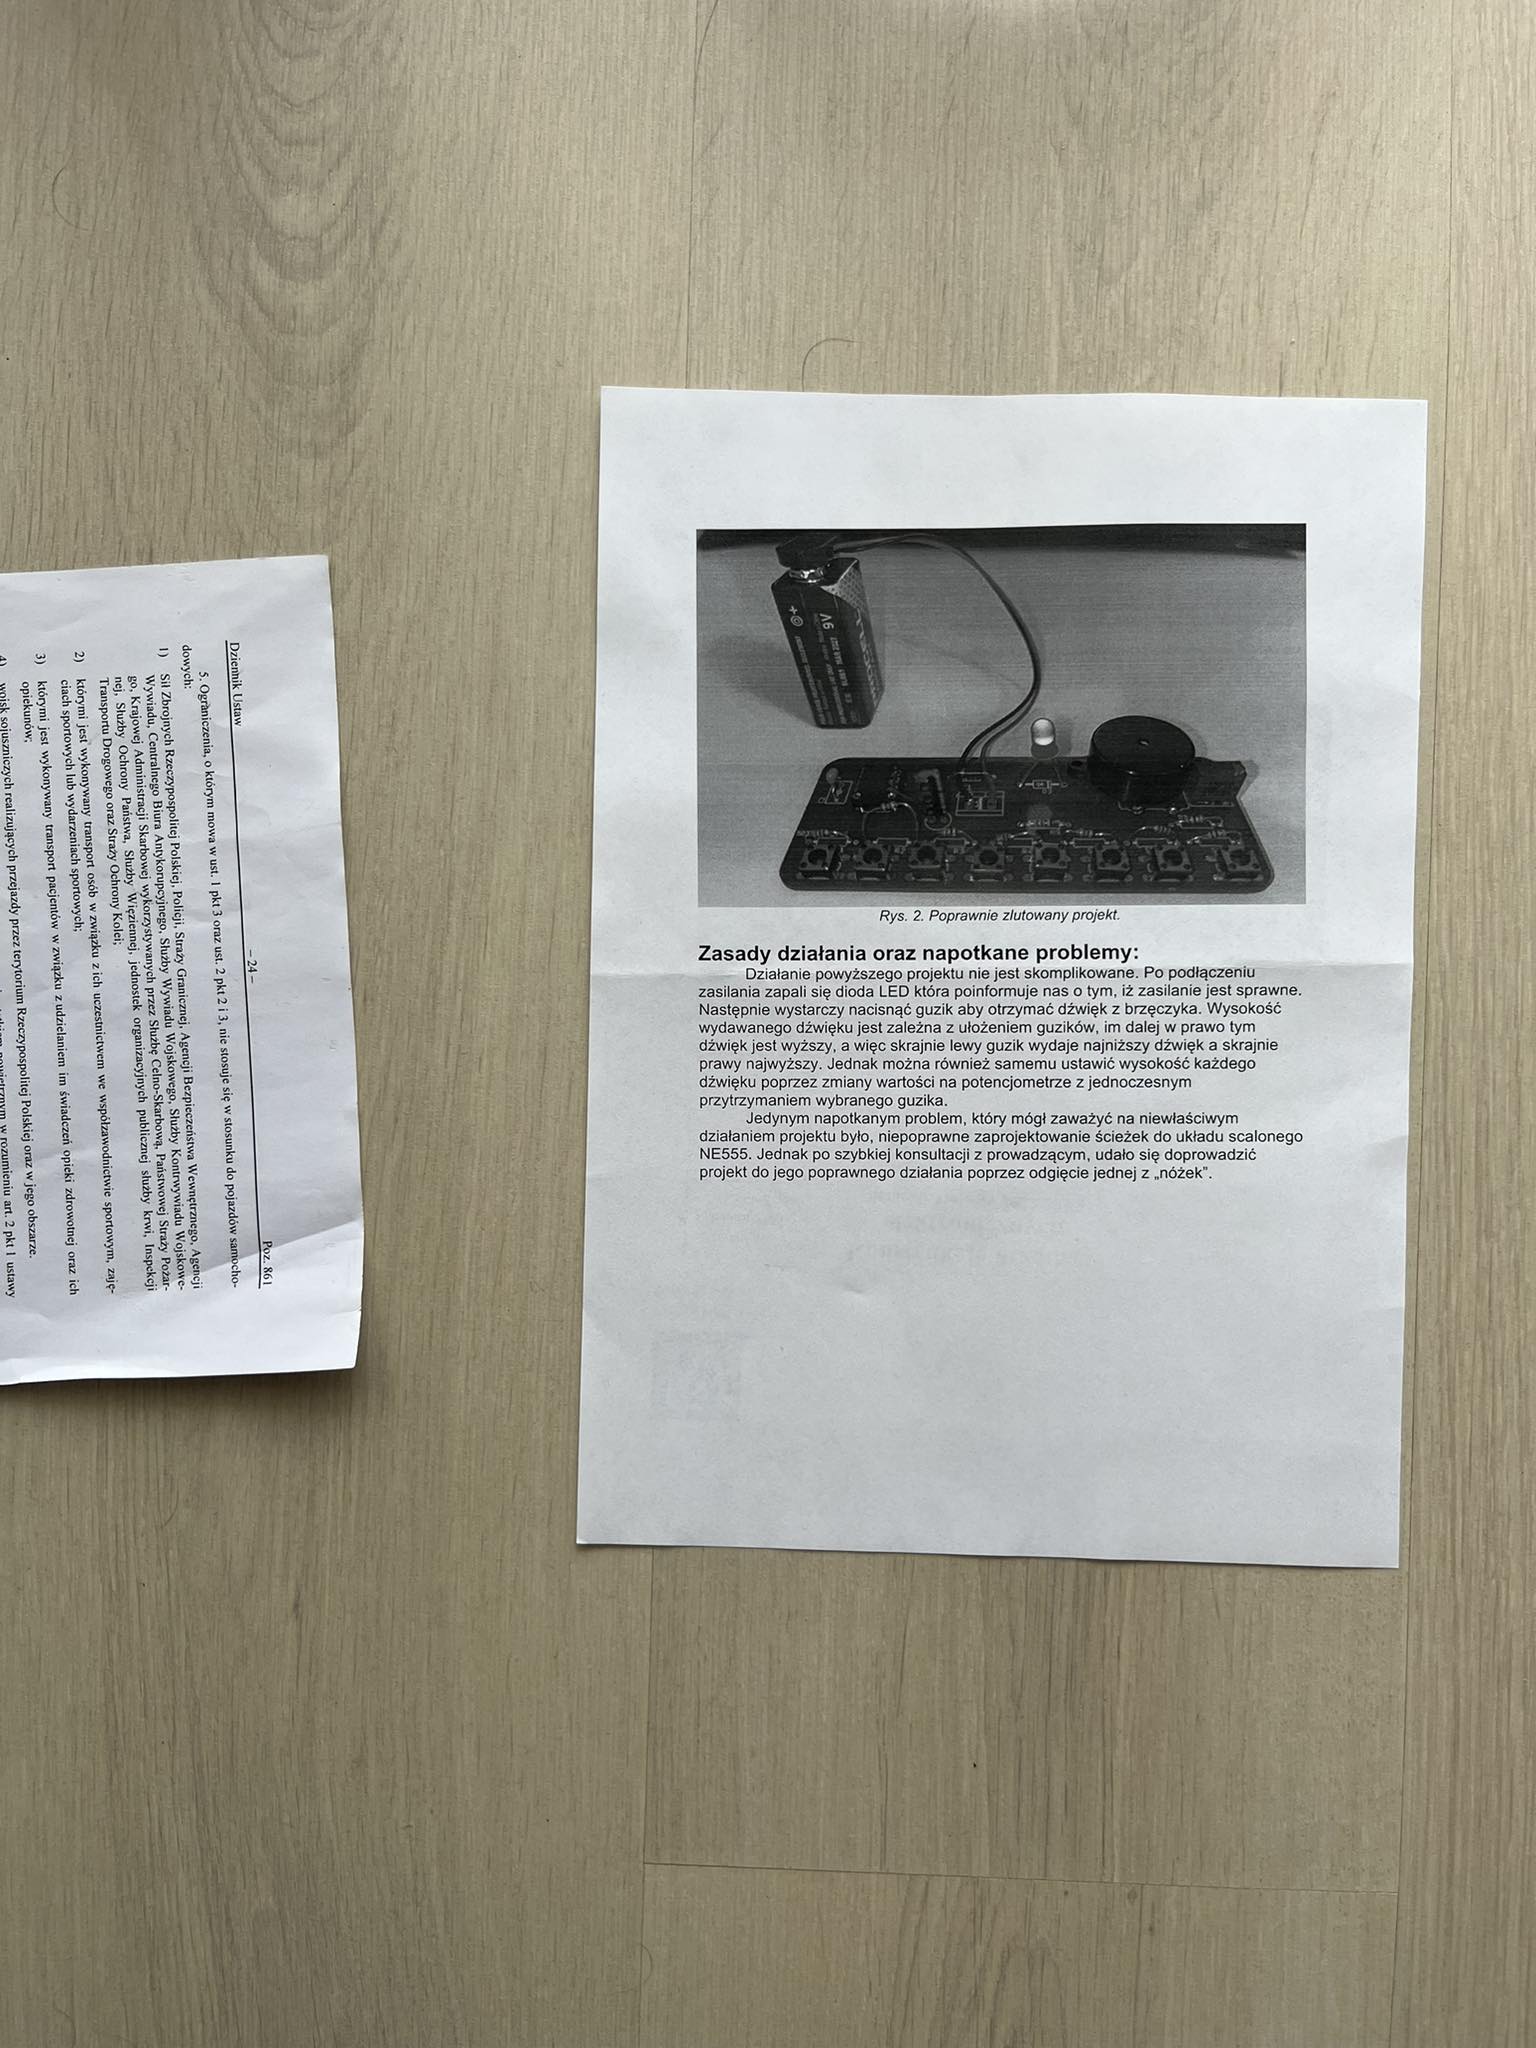 Dziennik Ustaw
– 24 –
Poz. 861
5. Ograniczenia, o którym mowa w ust. 1 pkt 3 oraz ust. 2 pkt 2 i 3, nie stosuje się w stosunku do pojazdów samocho-
dowych:
1) Sił Zbrojnych Rzeczypospolitej Polskiej, Policji, Straży Granicznej, Agencji Bezpieczeństwa Wewnętrznego, Agencji
Wywiadu, Centralnego Biura Antykorupcyjnego, Służby Wywiadu Wojskowego, Służby Kontrwywiadu Wojskowe-
go, Krajowej Administracji Skarbowej wykorzystywanych przez Służbę Celno-Skarbową, Państwowej Straży Pożar-
nej, Służby Ochrony Państwa, Służby Więziennej, jednostek organizacyjnych publicznej służby krwi, Inspekcji
Transportu Drogowego oraz Straży Ochrony Kolei;
2) którymi jest wykonywany transport osób w związku z ich uczestnictwem we współzawodnictwie sportowym, zaję-
ciach sportowych lub wydarzeniach sportowych;
3) którymi jest wykonywany transport pacjentów w związku z udzielaniem im świadczeń opieki zdrowotnej oraz ich
opiekunów;
4) wojsk sojuszniczych realizujących przejazdy przez terytorium Rzeczypospolitej Polskiej oraz w jego obszarze.
powietrznym w rozumieniu art. 2 pkt 1 ustawy
9V
Rys. 2. Poprawnie zlutowany projekt.
Zasady działania oraz napotkane problemy:
Działanie powyższego projektu nie jest skomplikowane. Po podłączeniu
zasilania zapali się dioda LED która poinformuje nas o tym, iż zasilanie jest sprawne.
Następnie wystarczy nacisnąć guzik aby otrzymać dźwięk z brzęczyka. Wysokość
wydawanego dźwięku jest zależna z ułożeniem guzików, im dalej w prawo tym
dźwięk jest wyższy, a więc skrajnie lewy guzik wydaje najniższy dźwięk a skrajnie
prawy najwyższy. Jednak można również samemu ustawić wysokość każdego
dźwięku poprzez zmiany wartości na potencjometrze z jednoczesnym
przytrzymaniem wybranego guzika.
Jedynym napotkanym problem, który mógł zaważyć na niewłaściwym
działaniem projektu było, niepoprawne zaprojektowanie ścieżek do układu scalonego
NE555. Jednak po szybkiej konsultacji z prowadzącym, udało się doprowadzić
projekt do jego poprawnego działania poprzez odgięcie jednej z „nóżek”.